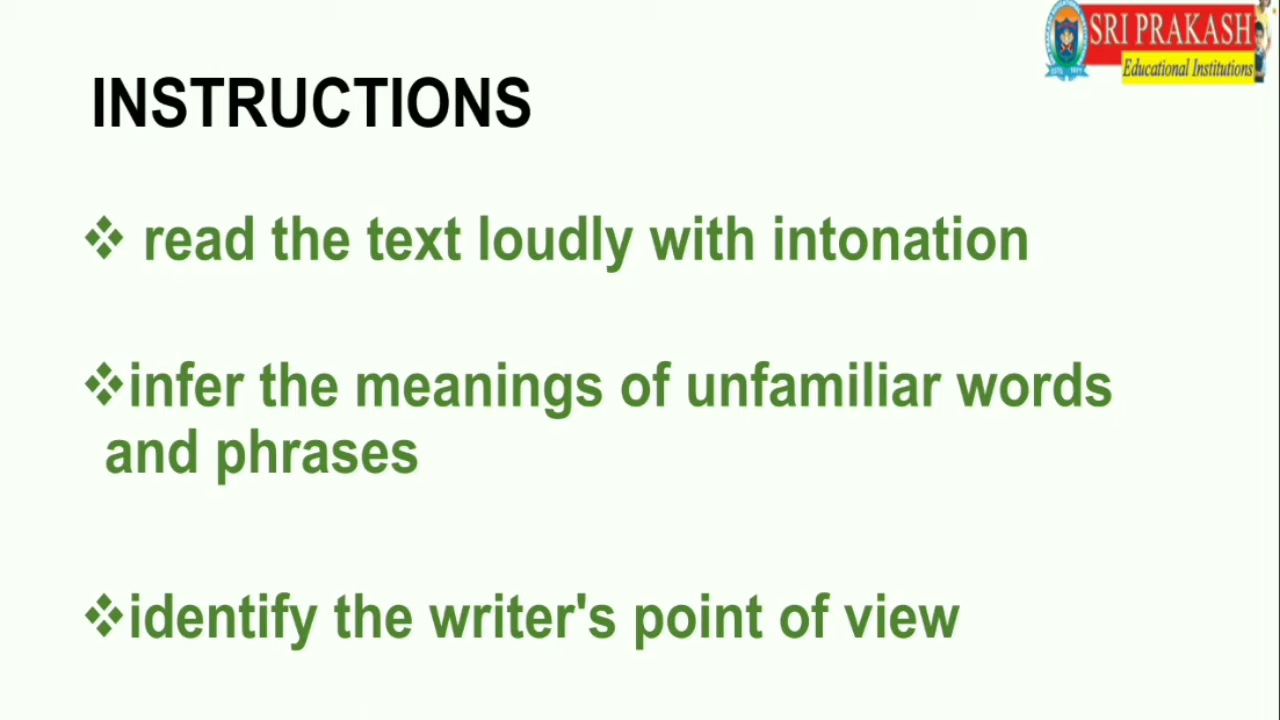 SRI PRAKASH
Educational Institutions
INSTRUCTIONS
❖ read the text loudly with intonation
❖infer the meanings of unfamiliar words
and phrases
❖identify the writer's point of view